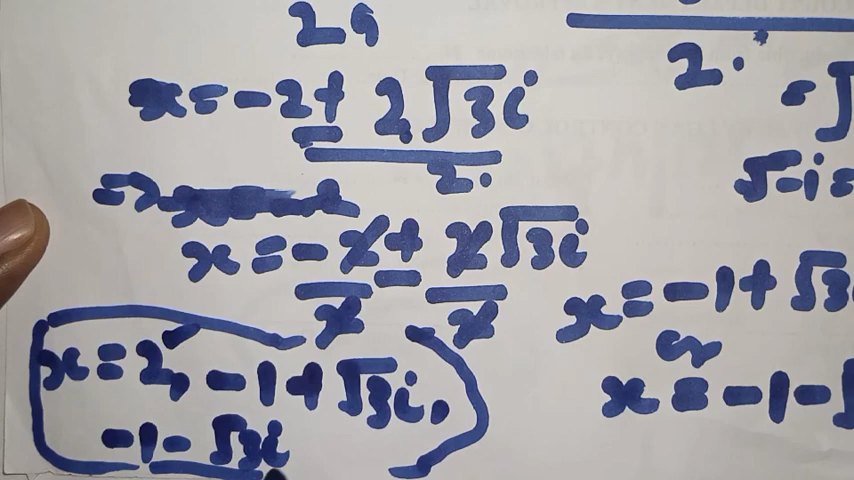 2a
x = -2 ± 2√3i
2.
=>
x = -2 ± 2√3i
2 2
x = 2, -1 + √3i,
-1 - √3i
2.
= √
√-i =
x = -1 + √3
or
x = -1 - √